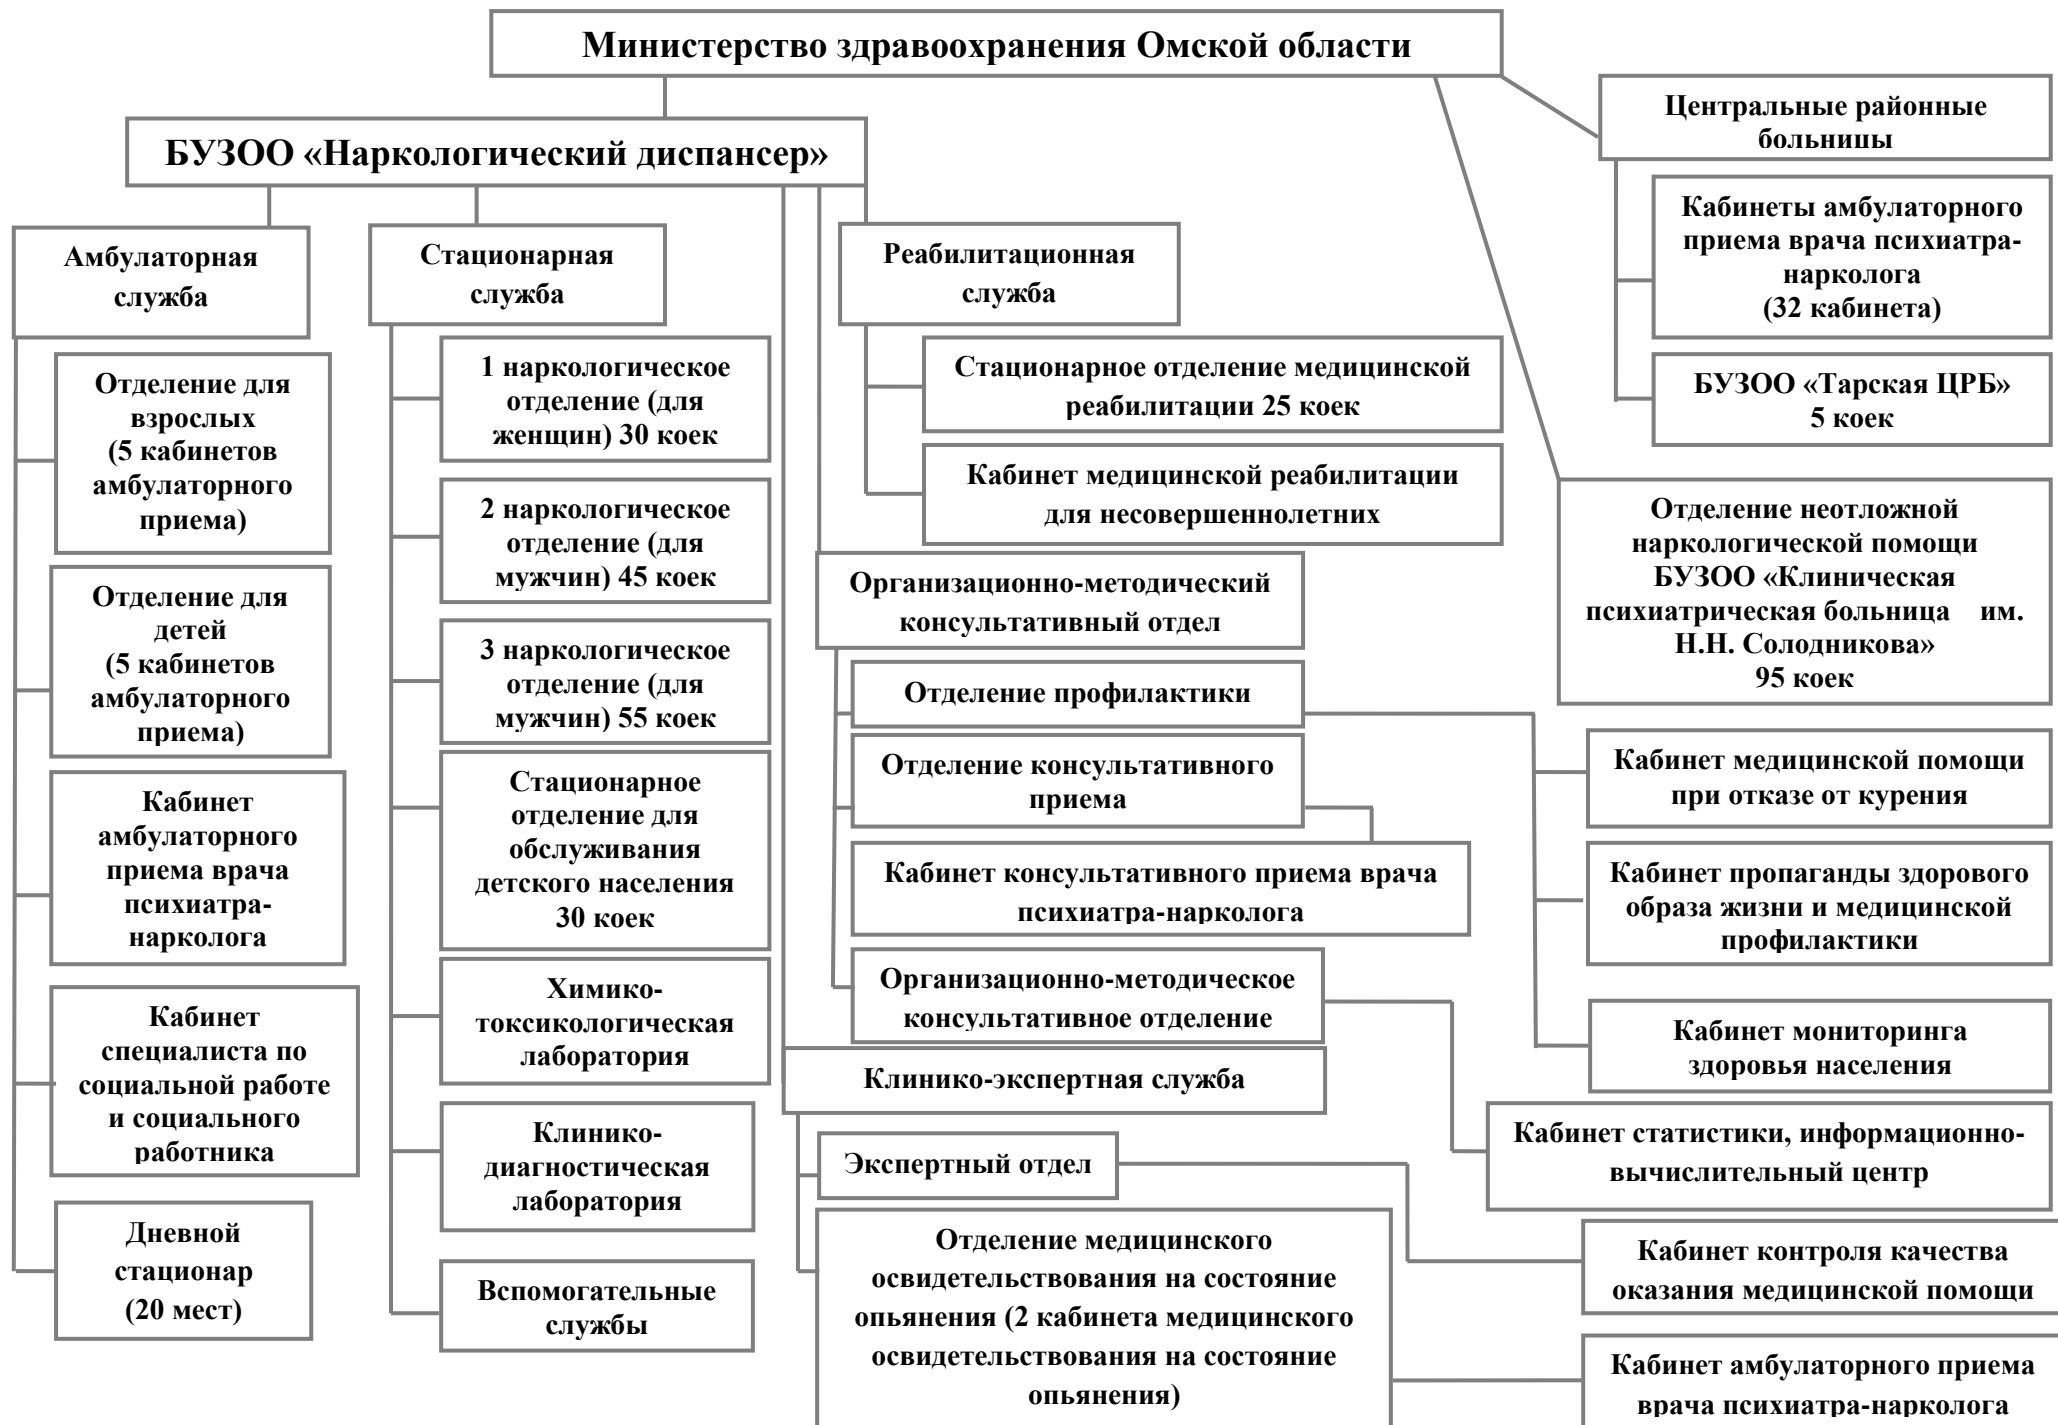 Министерство здравоохранения Омской области
БУЗОО «Наркологический диспансер»
Центральные районные
больницы
Кабинеты амбулаторного
приема врача психиатра-
нарколога
(32 кабинета)
БУЗОО «Тарская ЦРБ»
5 коек
Отделение неотложной
наркологической помощи
БУЗОО «Клиническая
психиатрическая больница им.
Н.Н. Солодникова»
95 коек
Амбулаторная
служба
Отделение для
взрослых
(5 кабинетов
амбулаторного
приема)
Отделение для
детей
(5 кабинетов
амбулаторного
приема)
Кабинет
амбулаторного
приема врача
психиатра-
нарколога
Кабинет
специалиста по
социальной работе
и социального
работника
Дневной
стационар
(20 мест)
Стационарная
служба
1 наркологическое
отделение (для
женщин) 30 коек
2 наркологическое
отделение (для
мужчин) 45 коек
3 наркологическое
отделение (для
мужчин) 55 коек
Стационарное
отделение для
обслуживания
детского населения
30 коек
Химико-
токсикологическая
лаборатория
Клинико-
диагностическая
лаборатория
Вспомогательные
службы
Реабилитационная
служба
Стационарное отделение медицинской
реабилитации 25 коек
Кабинет медицинской реабилитации
для несовершеннолетних
Организационно-методический
консультативный отдел
Отделение профилактики
Отделение консультативного
приема
Кабинет консультативного приема врача
психиатра-нарколога
Организационно-методическое
консультативное отделение
Клинико-экспертная служба
Экспертный отдел
Отделение медицинского
освидетельствования на состояние
опьянения (2 кабинета медицинского
освидетельствования на состояние
опьянения)
Кабинет медицинской помощи
при отказе от курения
Кабинет пропаганды здорового
образа жизни и медицинской
профилактики
Кабинет мониторинга
здоровья населения
Кабинет статистики, информационно-
вычислительный центр
Кабинет контроля качества
оказания медицинской помощи
Кабинет амбулаторного приема
врача психиатра-нарколога